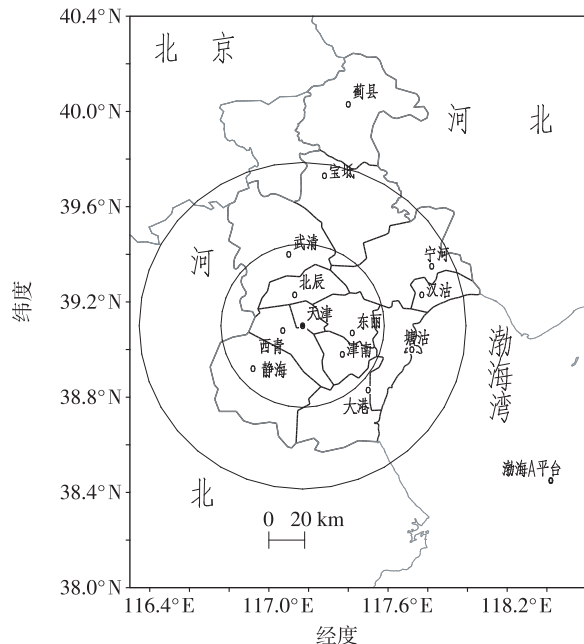 40.4°N
北 京
蓟县
40.0°N
河 北
宝坻
39.6°N
武清
宁河
河
北辰
汉沽
39.2°N
天津
东丽
塘沽
西青
津南
渤海湾
静海
38.8°N
大港
渤海A平台
38.4°N
北
0 20 km
38.0°N
116.4°E 117.0°E 117.6°E 118.2°E
经度
纬度